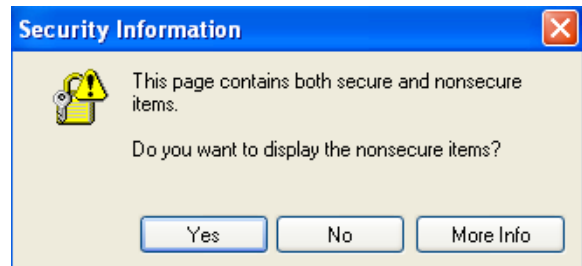 Security Information
This page contains both secure and nonsecure
items.
Do you want to display the nonsecure items?
Yes No More Info